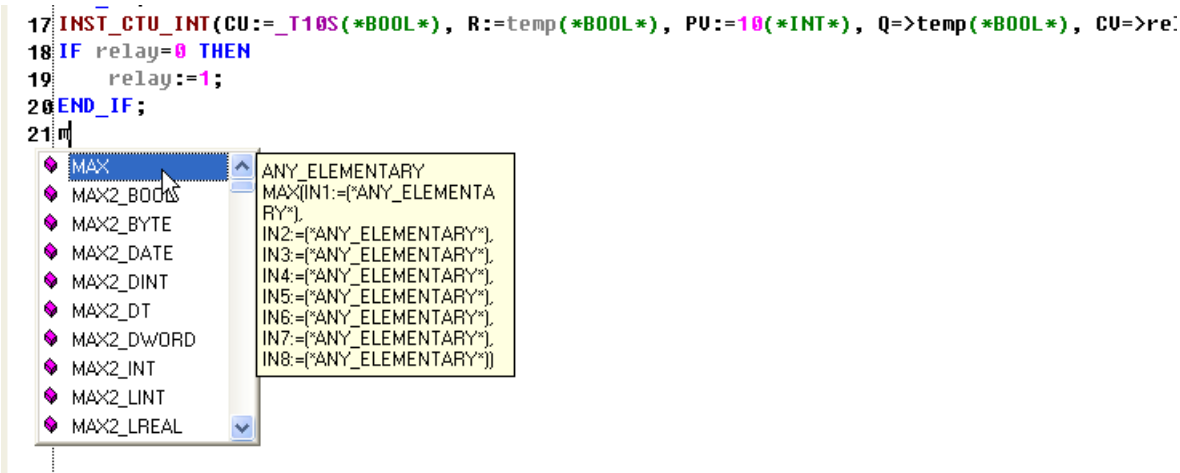 17 INST_CTU_INT(CU:=_T10S(*BOOL*), R:=temp(*BOOL*), PV:=10(*INT*), Q=>temp(*BOOL*), CV=>rel
18 IF relay=0 THEN
19 relay:=1;
20 END_IF;
21 m
MAX
MAX2_BOOL
MAX2_BYTE
MAX2_DATE
MAX2_DINT
MAX2_DT
MAX2_DWORD
MAX2_INT
MAX2_LINT
MAX2_LREAL
ANY_ELEMENTARY
MAX(IN1:=(*ANY_ELEMENTA
RY*),
IN2:=(*ANY_ELEMENTARY*),
IN3:=(*ANY_ELEMENTARY*),
IN4:=(*ANY_ELEMENTARY*),
IN5:=(*ANY_ELEMENTARY*),
IN6:=(*ANY_ELEMENTARY*),
IN7:=(*ANY_ELEMENTARY*),
IN8:=(*ANY_ELEMENTARY*))